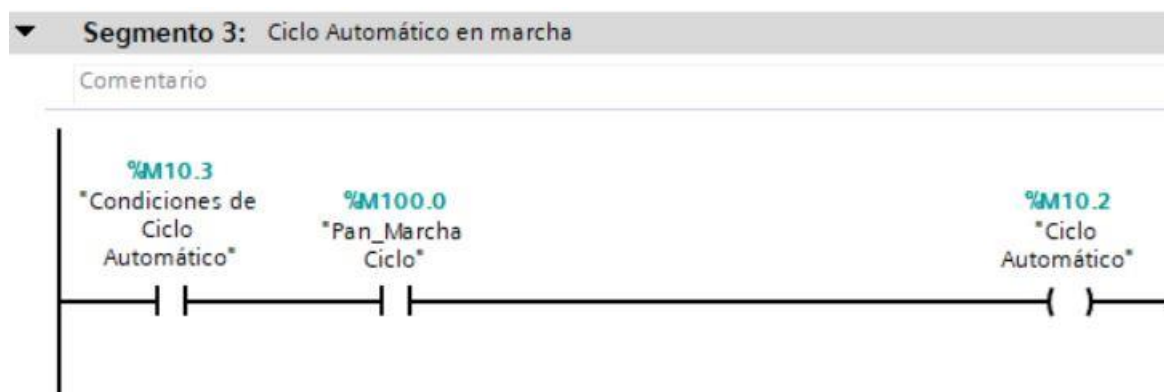 Segmento 3: Ciclo Automático en marcha
Comentario
%M10.3
"Condiciones de
Ciclo
Automático"
%M100.0
"Pan_Marcha
Ciclo"
%M10.2
"Ciclo
Automático"